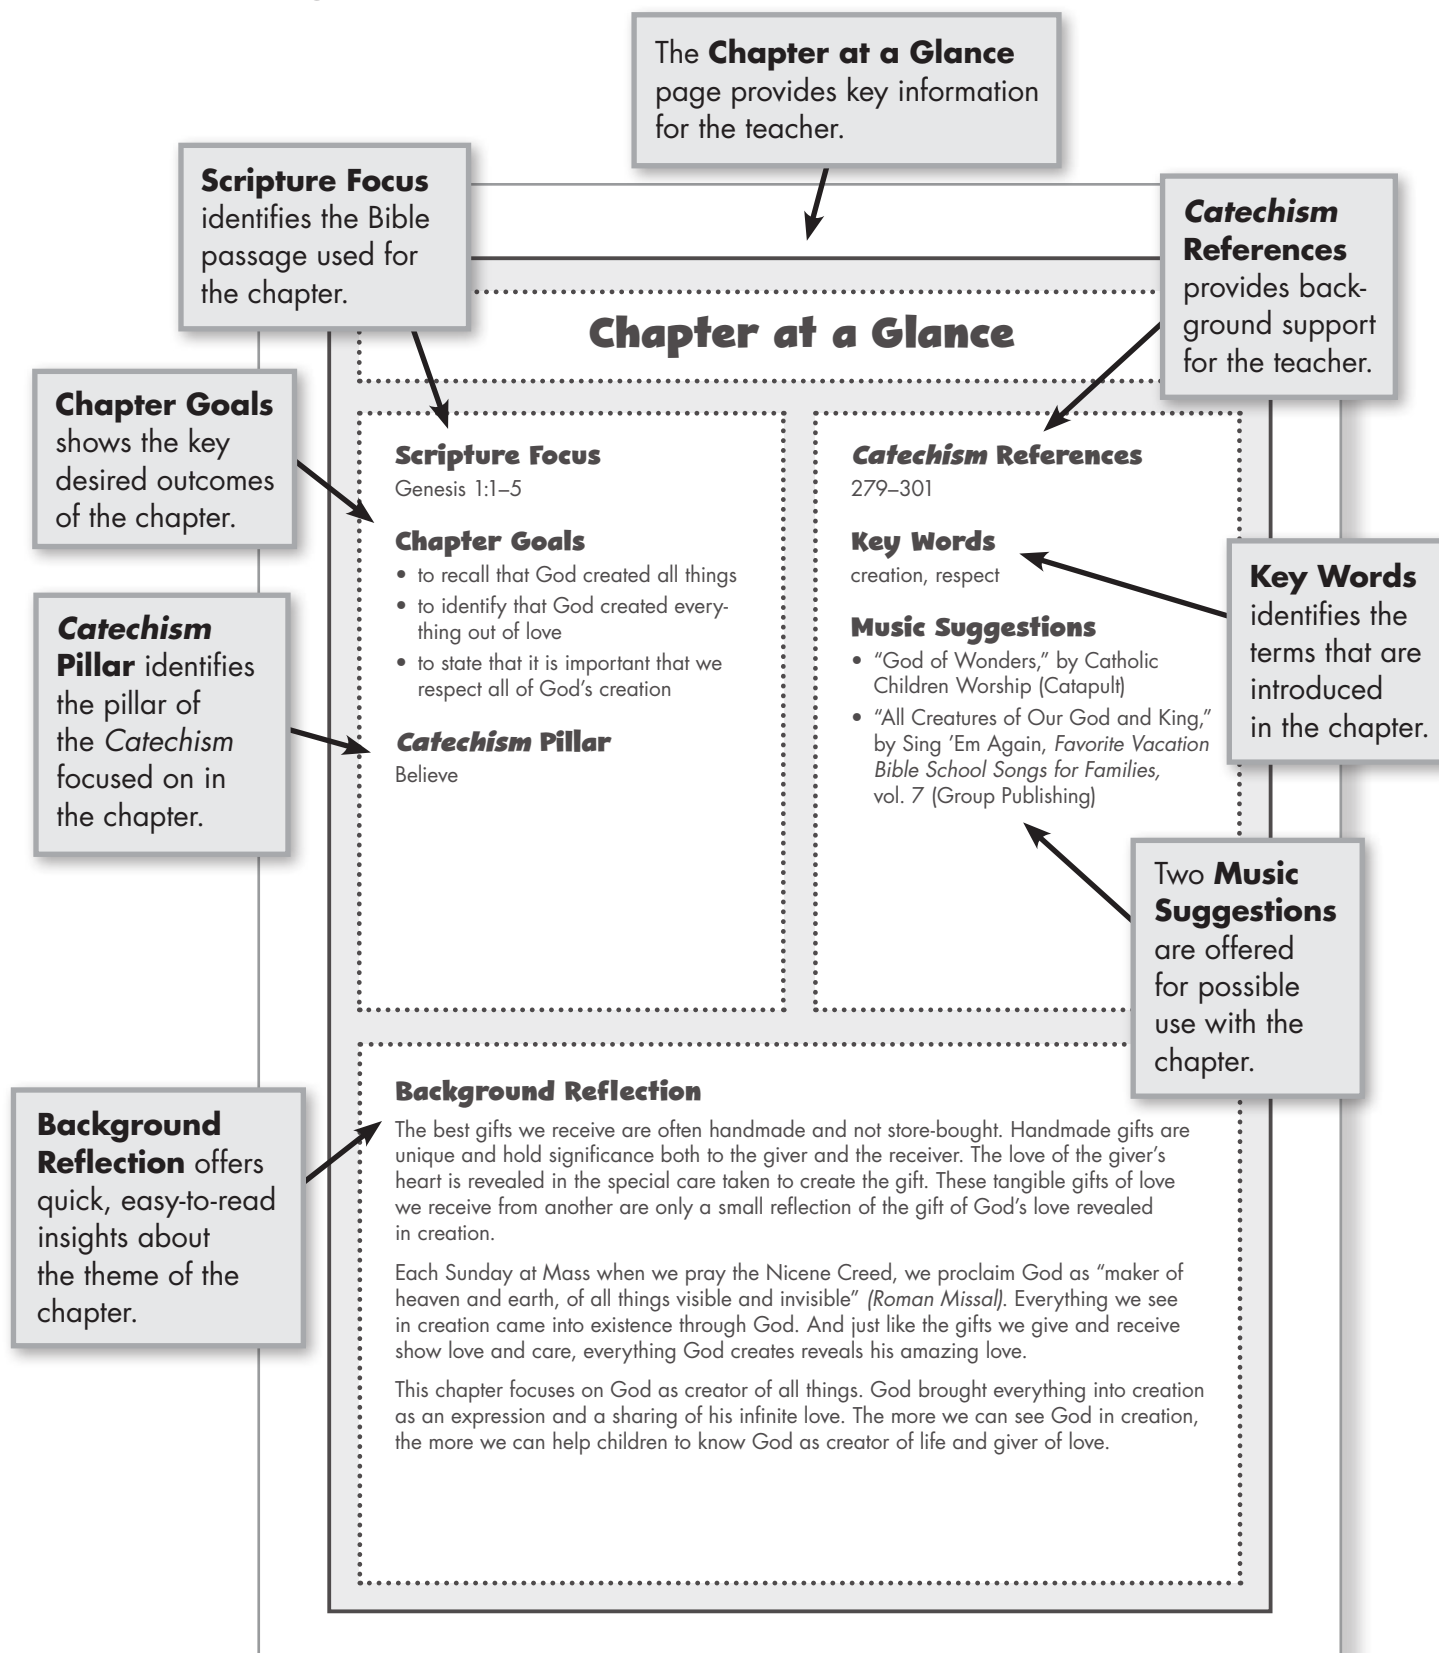 The Chapter at a Glance
page provides key information
for the teacher.
Scripture Focus
identifies the Bible
passage used for
the chapter.
Catechism
References
provides back-
ground support
for the teacher.
Chapter at a Glance
Chapter Goals
shows the key
desired outcomes
of the chapter.
Catechism
Pillar identifies
the pillar of
the Catechism
focused on in
the chapter.
Scripture Focus
Genesis 1:1–5
Chapter Goals
• to recall that God created all things
• to identify that God created every-
thing out of love
• to state that it is important that we
respect all of God’s creation
Catechism Pillar
Believe
Catechism References
279–301
Key Words
creation, respect
Music Suggestions
• “God of Wonders,” by Catholic
Children Worship (Catapult)
• “All Creatures of Our God and King,”
by Sing ’Em Again, Favorite Vacation
Bible School Songs for Families,
vol. 7 (Group Publishing)
Key Words
identifies the
terms that are
introduced
in the chapter.
Two Music
Suggestions
are offered
for possible
use with the
chapter.
Background
Reflection offers
quick, easy-to-read
insights about
the theme of the
chapter.
Background Reflection
The best gifts we receive are often handmade and not store-bought. Handmade gifts are
unique and hold significance both to the giver and the receiver. The love of the giver’s
heart is revealed in the special care taken to create the gift. These tangible gifts of love
we receive from another are only a small reflection of the gift of God’s love revealed
in creation.
Each Sunday at Mass when we pray the Nicene Creed, we proclaim God as “maker of
heaven and earth, of all things visible and invisible” (Roman Missal). Everything we see
in creation came into existence through God. And just like the gifts we give and receive
show love and care, everything God creates reveals his amazing love.
This chapter focuses on God as creator of all things. God brought everything into creation
as an expression and a sharing of his infinite love. The more we can see God in creation,
the more we can help children to know God as creator of life and giver of love.